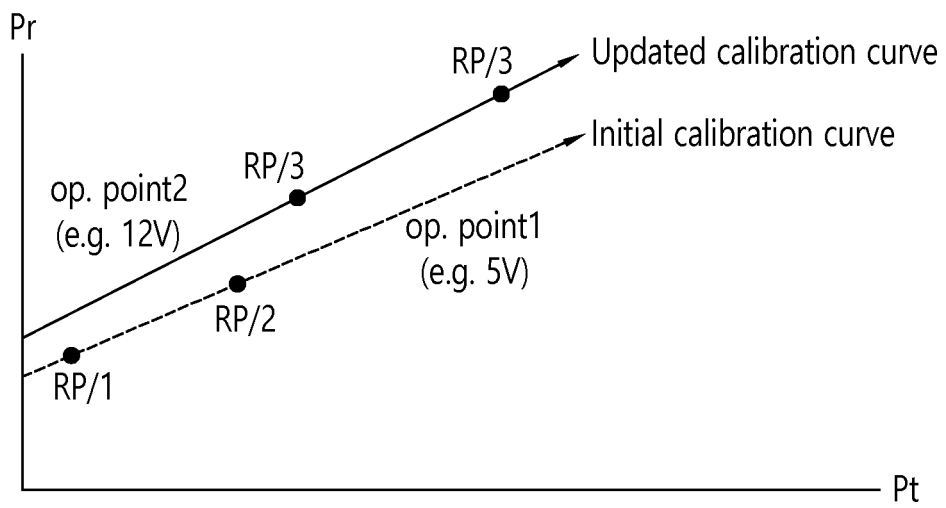 Pr
RP/3
Updated calibration curve
Initial calibration curve
RP/3
op. point2
(e.g. 12V)
op. point1
(e.g. 5V)
RP/2
RP/1
Pt